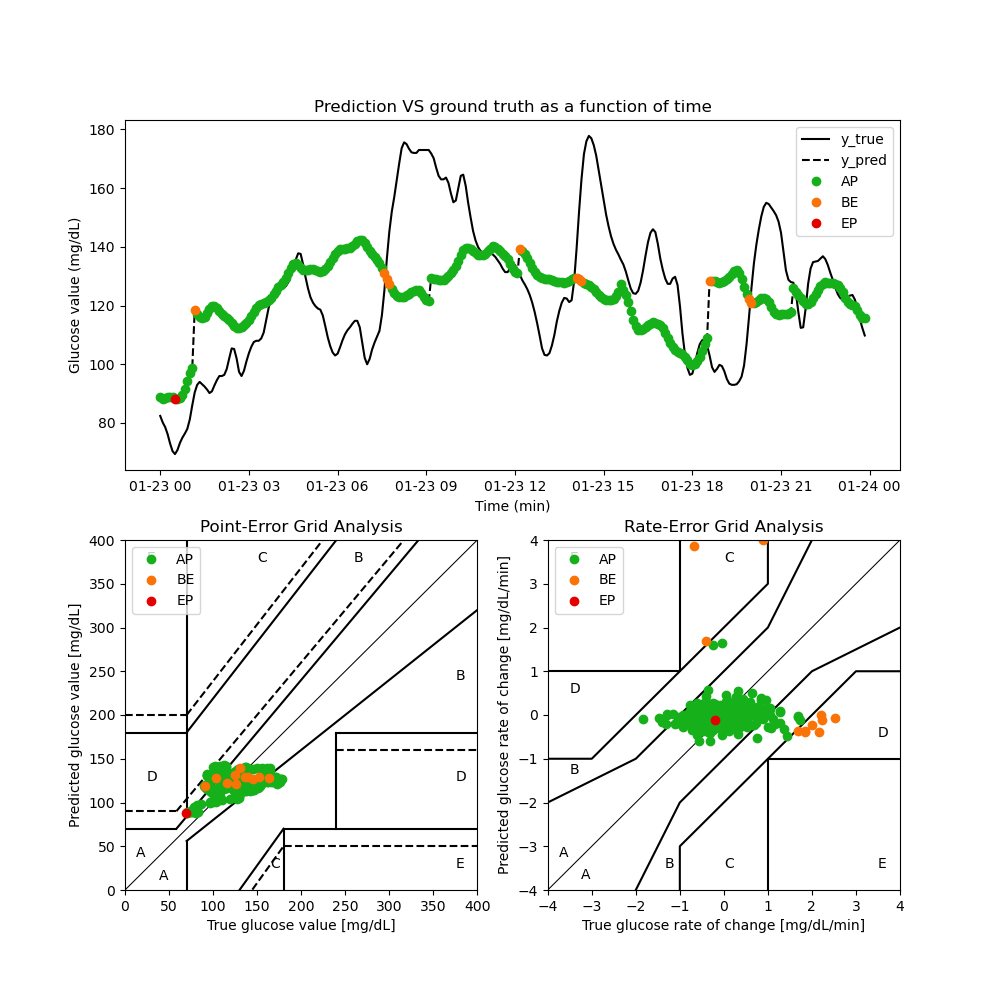 Prediction VS ground truth as a function of time
Glucose value (mg/dL)
180
160
140
120
100
80
y_true
y_pred
AP
BE
EP
01-23 00 01-23 03 01-23 06 01-23 09 01-23 12 01-23 15 01-23 18 01-23 21 01-24 00
Time (min)
Point-Error Grid Analysis
Predicted glucose value [mg/dL]
400
350
300
250
200
150
100
50
0
AP
BE
EP
C B
B
D D
A
A
C E
0 50 100 150 200 250 300 350 400
True glucose value [mg/dL]
Rate-Error Grid Analysis
Predicted glucose rate of change [mg/dL/min]
4
3
2
1
0
−1
−2
−3
−4
AP
BE
EP
C
D
D
B
A
A
B C E
−4 −3 −2 −1 0 1 2 3 4
True glucose rate of change [mg/dL/min]